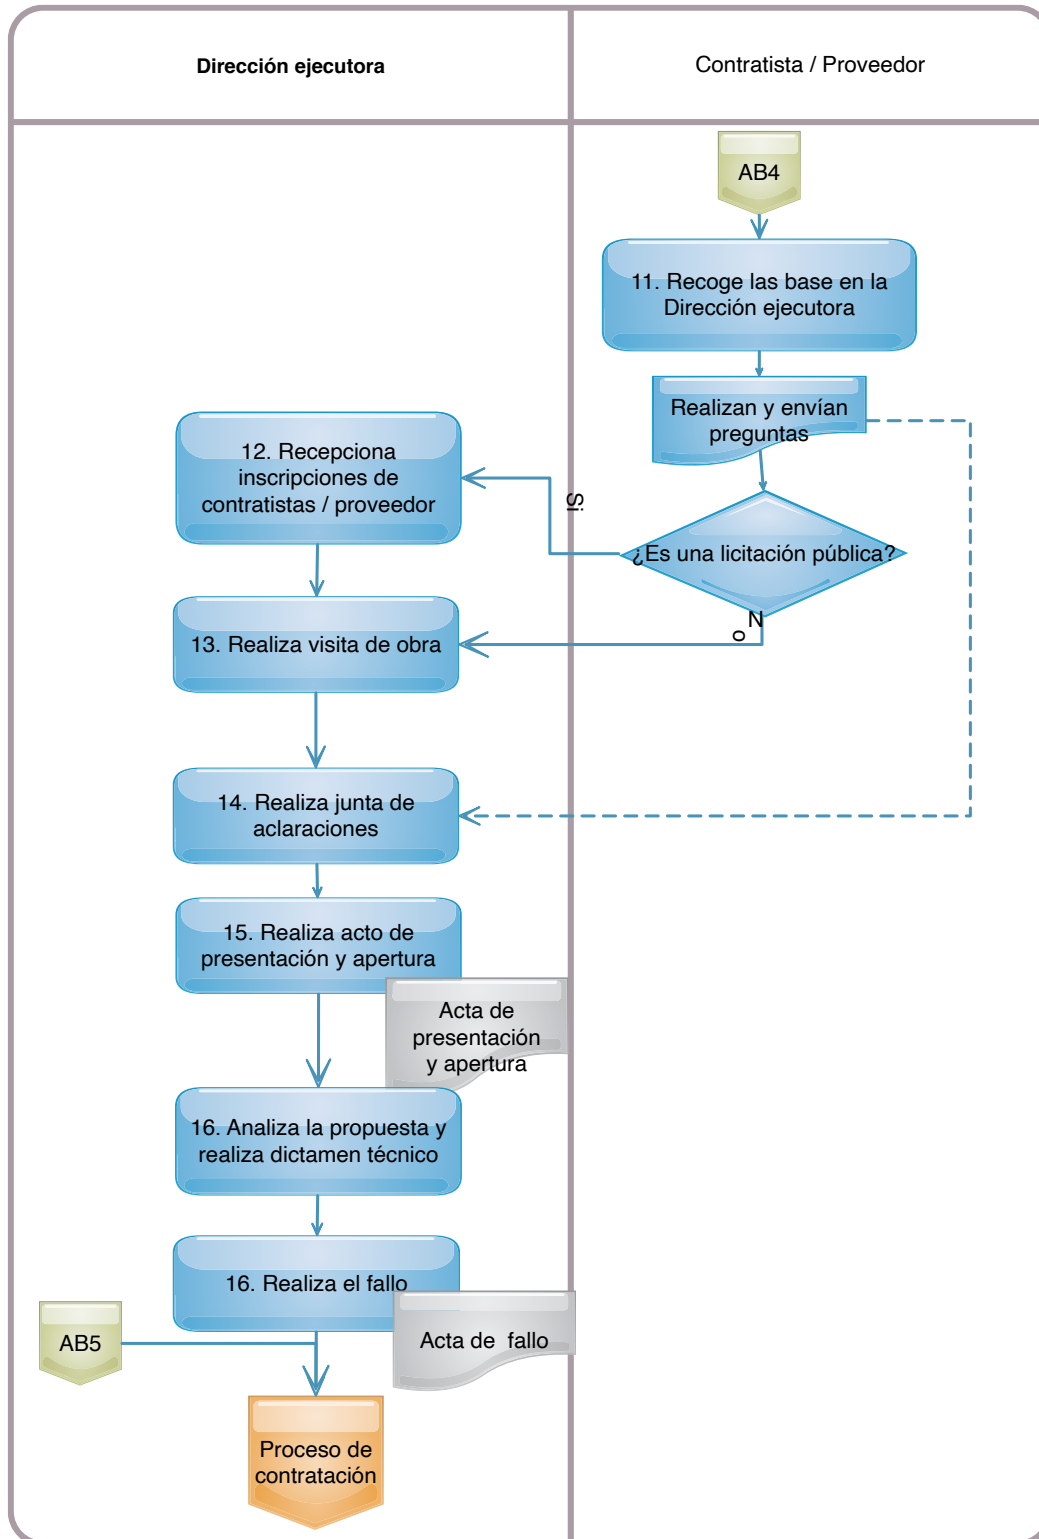 Dirección ejecutora
Contratista / Proveedor
AB4
11. Recoge las base en la
Dirección ejecutora
Realizan y envían
preguntas
12. Recepciona
inscripciones de
contratistas / proveedor
Si
¿Es una licitación pública?
No
13. Realiza visita de obra
14. Realiza junta de
aclaraciones
15. Realiza acto de
presentación y apertura
Acta de
presentación
y apertura
16. Analiza la propuesta y
realiza dictamen técnico
16. Realiza el fallo
AB5
Acta de  fallo
Proceso de
contratación